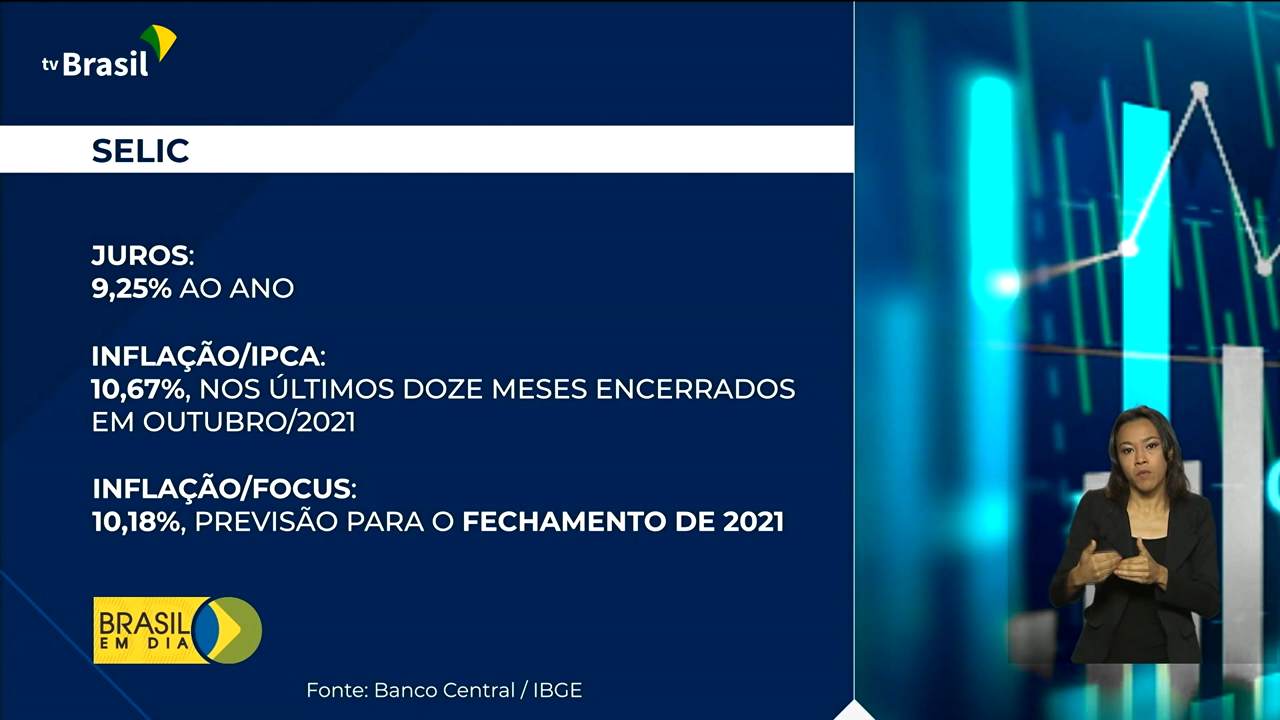 tv Brasil
SELIC
JUROS:
9,25% AO ANO
INFLAÇÃO/IPCA:
10,67%, NOS ÚLTIMOS DOZE MESES ENCERRADOS
EM OUTUBRO/2021
INFLAÇÃO/FOCUS:
10,18%, PREVISÃO PARA O FECHAMENTO DE 2021
BRASIL
EM DIA
Fonte: Banco Central / IBGE